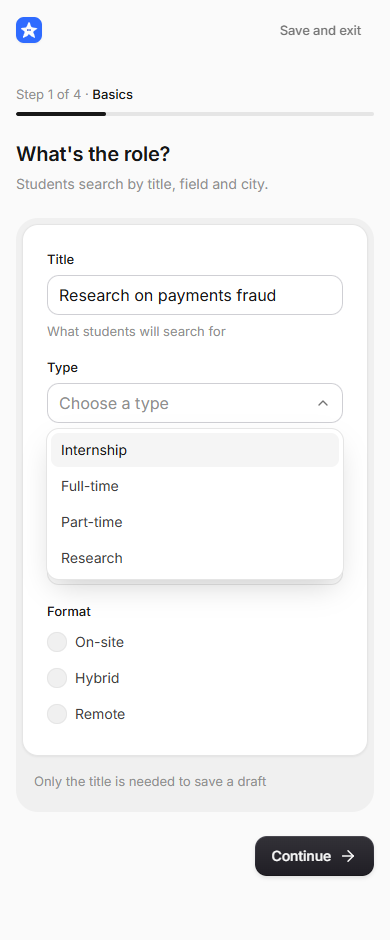 Save and exit
Step 1 of 4 · Basics
What's the role?
Students search by title, field and city.
Title
Research on payments fraud
What students will search for
Type
Choose a type
Internship
Full-time
Part-time
Research
Format
On-site
Hybrid
Remote
Only the title is needed to save a draft
Continue